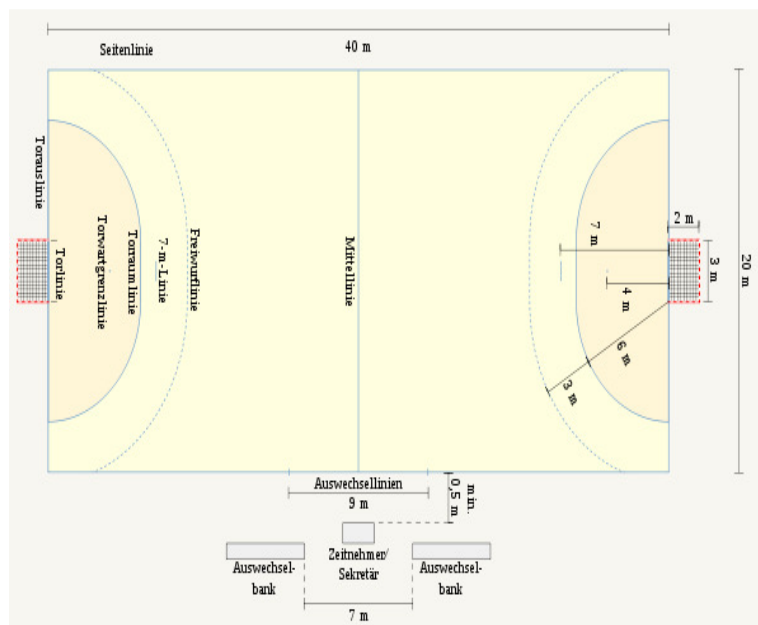 40 m
Seitenlinie
Torauslinie
Torlinie
Torwartgrenzlinie
Torraumlinie
7-m-Linie
Freiwurflinie
Mittellinie
7 m
4 m
6 m
3 m
2 m
3 m
20 m
Auswechsellinien
9 m
min.
0,5 m
Zeitnehmer/
Sekretär
Auswechsel-
bank
Auswechsel-
bank
7 m